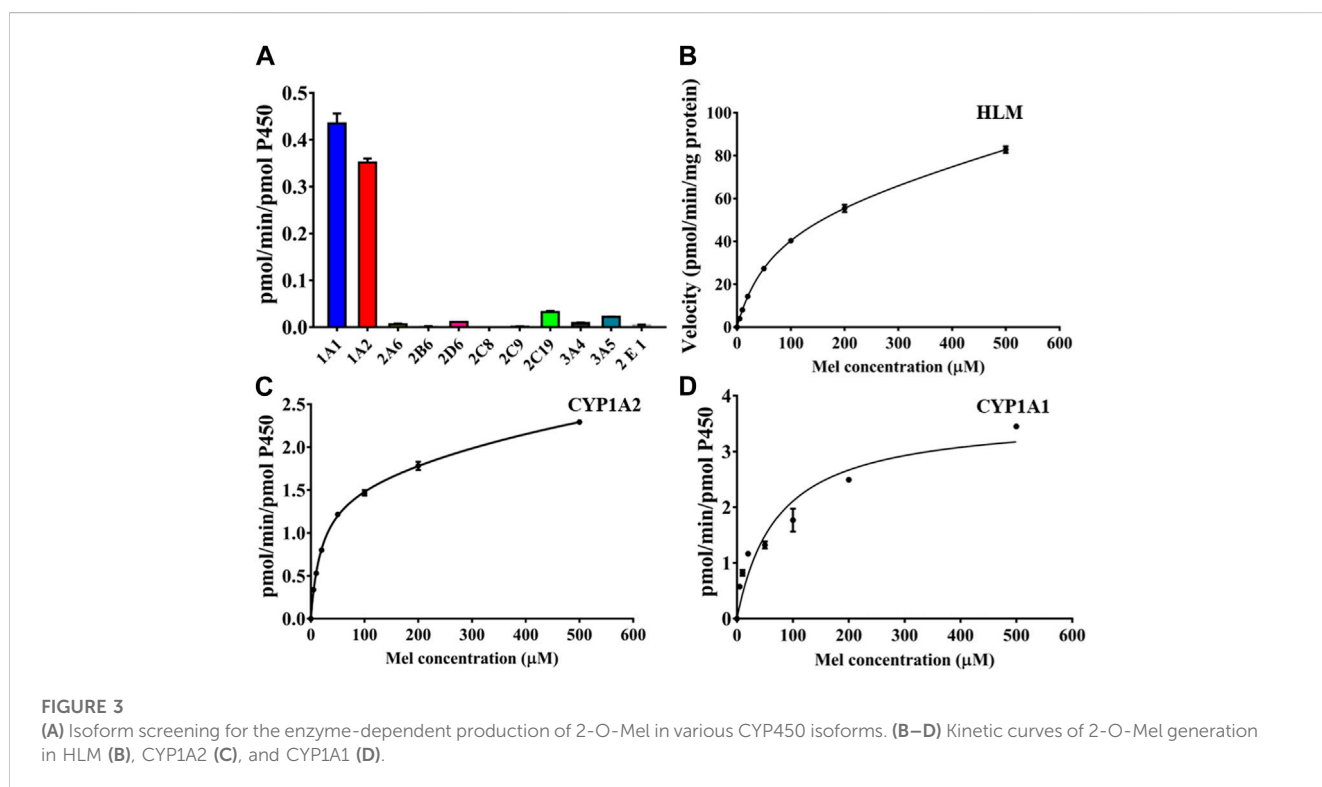 A
pmol/min/pmol P450
0.5
0.4
0.3
0.2
0.1
0.0
1A1
1A2
2A6
2B6
2D6
2C8
2C9
2C19
3A4
3A5
2 E 1
B
HLM
Velocity (pmol/min/mg protein)
100
80
60
40
20
0
0 100 200 300 400 500 600
Mel concentration (μM)
C
CYP1A2
pmol/min/pmol P450
2.5
2.0
1.5
1.0
0.5
0.0
0 100 200 300 400 500 600
Mel concentration (μM)
D
CYP1A1
pmol/min/pmol P450
4
3
2
1
0
0 100 200 300 400 500 600
Mel concentration (μM)
FIGURE 3
(A) Isoform screening for the enzyme-dependent production of 2-O-Mel in various CYP450 isoforms. (B–D) Kinetic curves of 2-O-Mel generation
in HLM (B), CYP1A2 (C), and CYP1A1 (D).